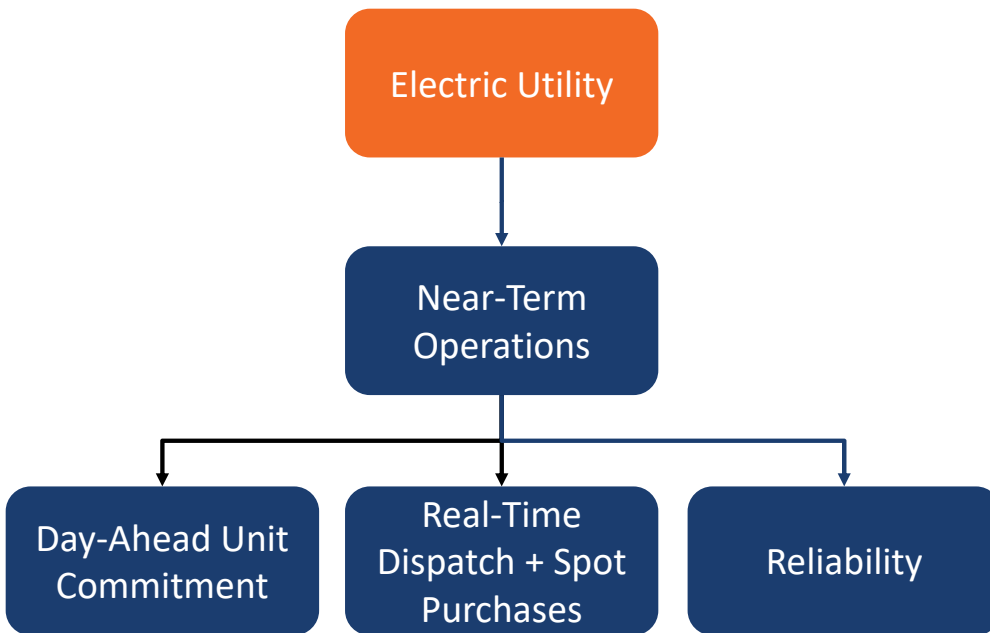 Electric Utility
Near-Term
Operations
Day-Ahead Unit
Commitment
Real-Time
Dispatch + Spot
Purchases
Reliability